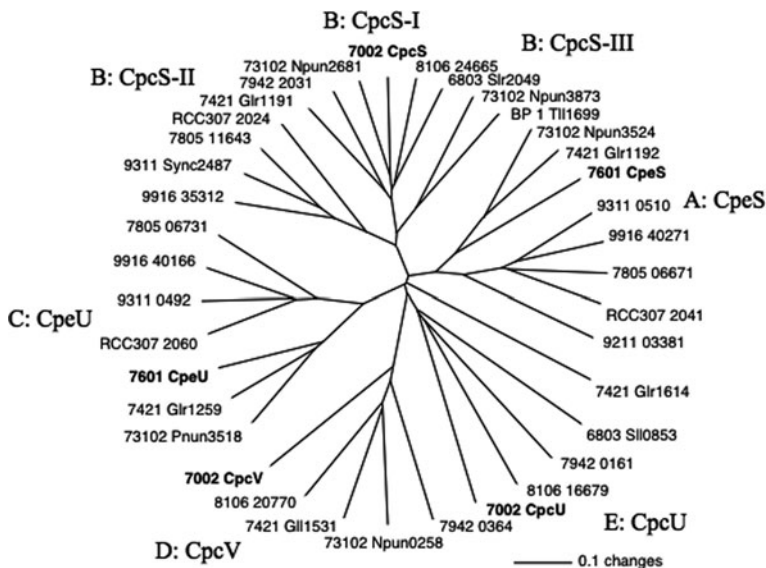 B: CpcS-I
7002 CpcS
B: CpcS-III
73102 Npun2681
8106 24665
B: CpcS-II
7942 2031
6803 Slr2049
7421 Glr1191
73102 Npun3873
RCC307 2024
BP 1 Tll1699
7805 11643
73102 Npun3524
9311 Sync2487
7421 Glr1192
7601 CpeS
9916 35312
9311 0510
A: CpeS
7805 06731
9916 40271
9916 40166
7805 06671
9311 0492
C: CpeU
RCC307 2041
RCC307 2060
9211 03381
7601 CpeU
7421 Glr1614
7421 Glr1259
73102 Pnun3518
6803 Sll0853
7942 0161
7002 CpcV
8106 16679
8106 20770
7002 CpcU
7421 Gll1531
7942 0364
E: CpcU
73102 Npun0258
D: CpcV
0.1 changes